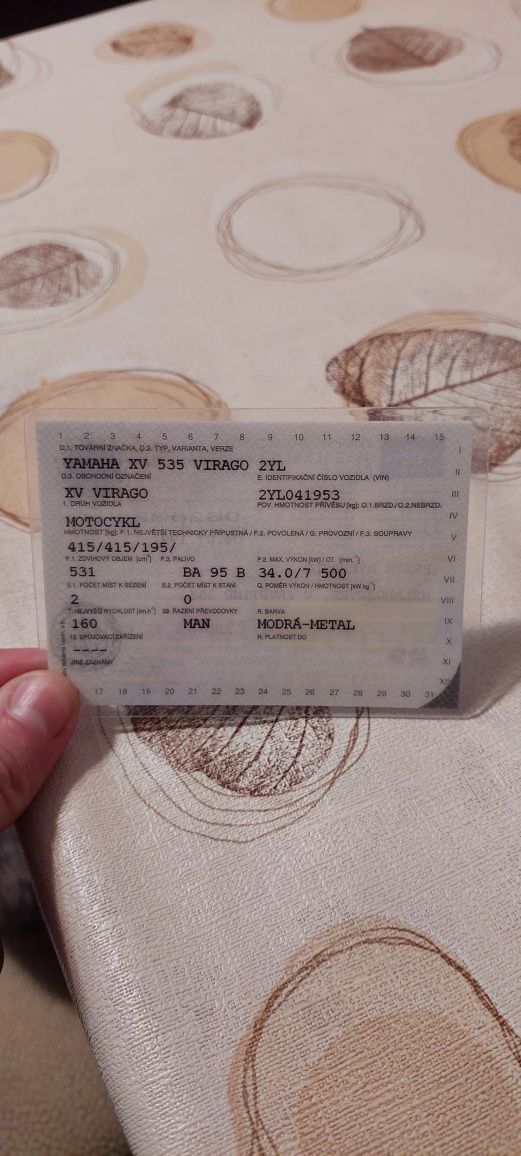 1 2 3 4 5 6 7 8 9 10 11 12 13 14 15
D.1. TOVÁRNÍ ZNAČKA, D.2. TYP, VARIANTA, VERZE
I
YAMAHA XV 535 VIRAGO 2YL
II
D.3. OBCHODNÍ OZNAČENÍ E. IDENTIFIKAČNÍ ČÍSLO VOZIDLA (VIN)
XV VIRAGO 2YL041953
III
1. DRUH VOZIDLA POV. HMOTNOST PŘÍVĚSU [kg]: O.1.BRZD./O.2.NEBRZD.
IV
MOTOCYKL
HMOTNOST [kg]: F.1. NEJVĚTŠÍ TECHNICKY PŘÍPUSTNÁ / F.2. POVOLENÁ / G. PROVOZNÍ / F.3. SOUPRAVY
V
415/415/195/
VI
P.1. ZDVIHOVÝ OBJEM [cm³] P.3. PALIVO P.2. MAX. VÝKON [kW] / OT. [min.⁻¹]
531 BA 95 B 34.0/7 500
VII
S.1. POČET MÍST K SEZENÍ S.2. POČET MÍST K STÁNÍ Q. POMĚR VÝKON / HMOTNOST [kW.kg⁻¹]
2 0
VIII
T. NEJVYŠŠÍ RYCHLOST [km.h⁻¹] 29. ŘAZENÍ PŘEVODOVKY R. BARVA
160 MAN MODRÁ-METAL
IX
18. SPOJOVACÍ ZAŘÍZENÍ H. PLATNOST DO
X
----
JINÉ ZÁZNAMY
XI
XII
17 18 19 20 21 22 23 24 25 26 27 28 29 30 31